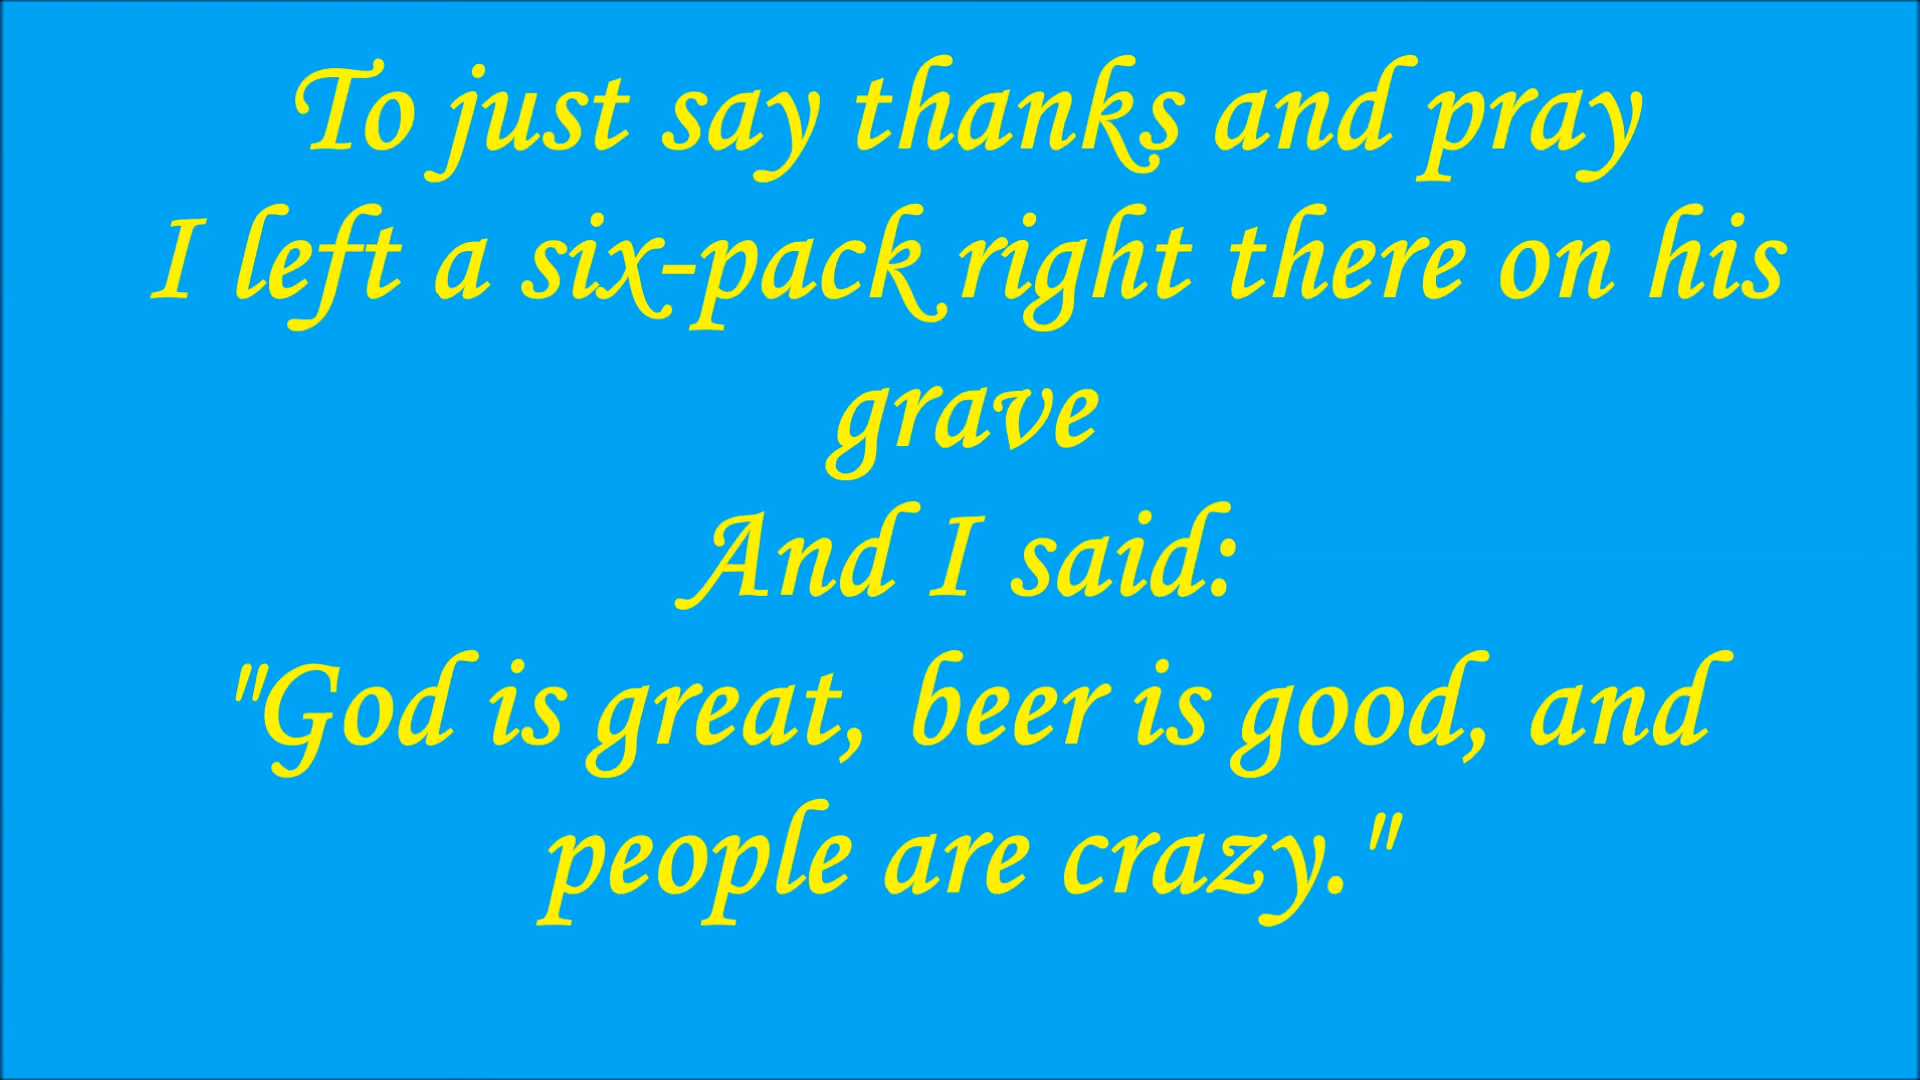 To just say thanks and pray
I left a six-pack right there on his
grave
And I said:
"God is great, beer is good, and
people are crazy."